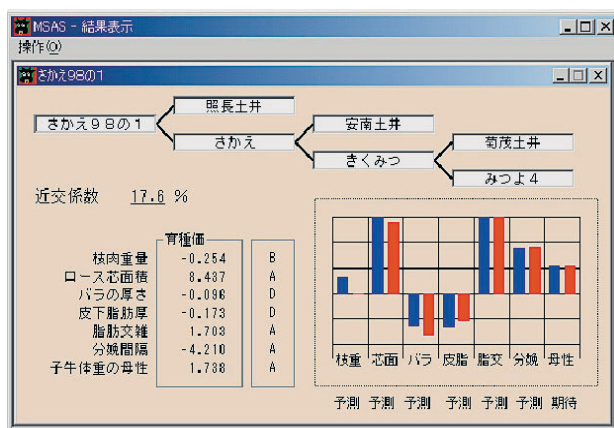 MSAS - 結果表示
操作(O)
さかえ98の1
照長土井
さかえ98の1
安南土井
さかえ
菊茂土井
きくみつ
みつよ4
近交係数 17.6 %
育種価
枝肉重量 -0.254 B
ロース芯面積 8.437 A
バラの厚さ -0.096 D
皮下脂肪厚 -0.173 D
脂肪交雑 1.703 A
分娩間隔 -4.210 A
子牛体重の母性 1.738 A
枝重 芯面 バラ 皮脂 脂交 分娩 母性
予測 予測 予測 予測 予測 予測 期待